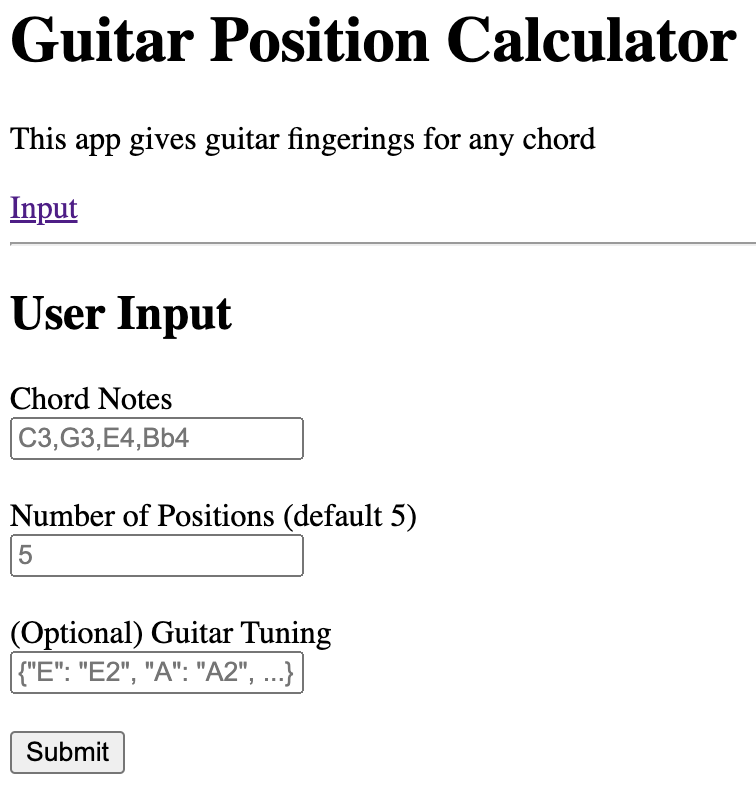 Guitar Position Calculator
This app gives guitar fingerings for any chord
Input
User Input
Chord Notes
C3,G3,E4,Bb4
Number of Positions (default 5)
5
(Optional) Guitar Tuning
{"E": "E2", "A": "A2", ...}
Submit